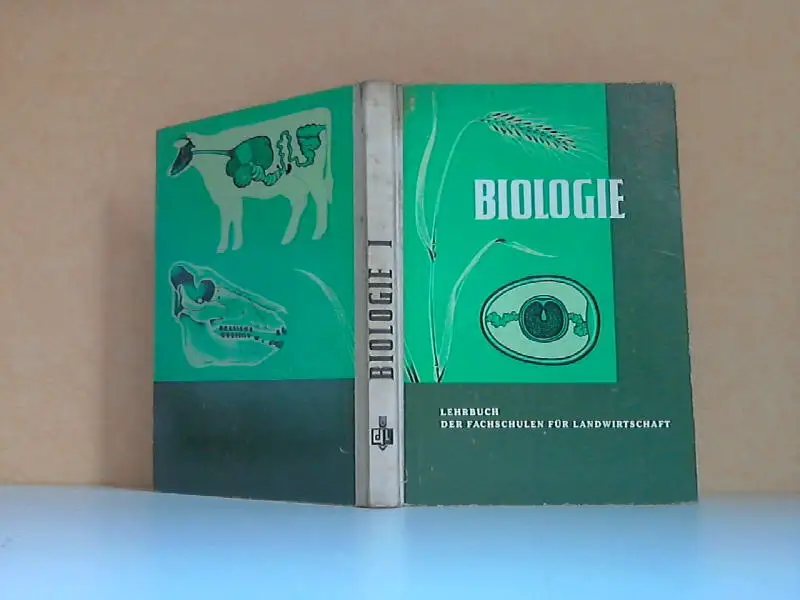 BIOLOGIE I
BIOLOGIE
LEHRBUCH
DER FACHSCHULEN FÜR LANDWIRTSCHAFT